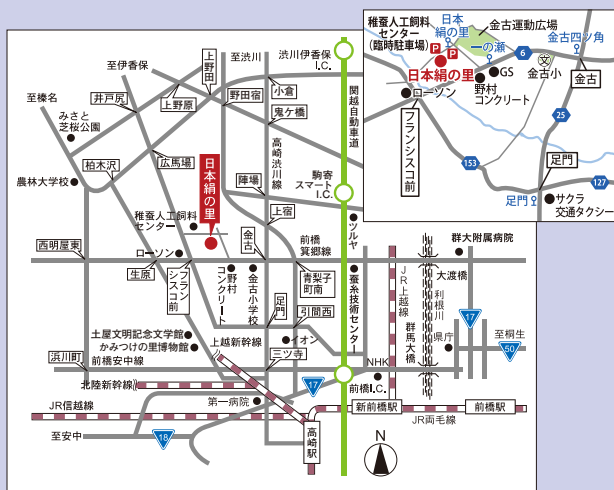 至伊香保
上野田
至渋川
渋川伊香保
I.C.
至榛名
井戸尻
上野原
野田宿
小倉
鬼ケ橋
みさと
芝桜公園
高崎渋川線
関越自動車道
柏木沢
広馬場
日本絹の里
農林大学校
陣場
駒寄
スマート
I.C.
稚蚕人工飼料
センター
上宿
ツルヤ
西明屋東
ローソン
金古
前橋
箕郷線
生原
フランシスコ前
野村
コンクリート
金古小学校
足門
青梨子
町南
引間西
蚕糸技術センター
JR上越線
群馬大橋
利根川
大渡橋
群大附属病院
17
県庁
至桐生
50
土屋文明記念文学館
かみつけの里博物館
上越新幹線
イオン
浜川町
前橋安中線
三ツ寺
NHK
北陸新幹線
17
前橋I.C.
第一病院
JR信越線
新前橋駅
前橋駅
JR両毛線
至安中
18
高崎駅
N
稚蚕人工飼料
センター
(臨時駐車場)
日本
絹の里
金古運動広場
金古四ツ角
P
P
一の瀬
6
日本絹の里
GS
文
金古小
金古
ローソン
野村
コンクリート
フランシスコ前
25
153
足門
127
足門
サクラ
交通タクシー